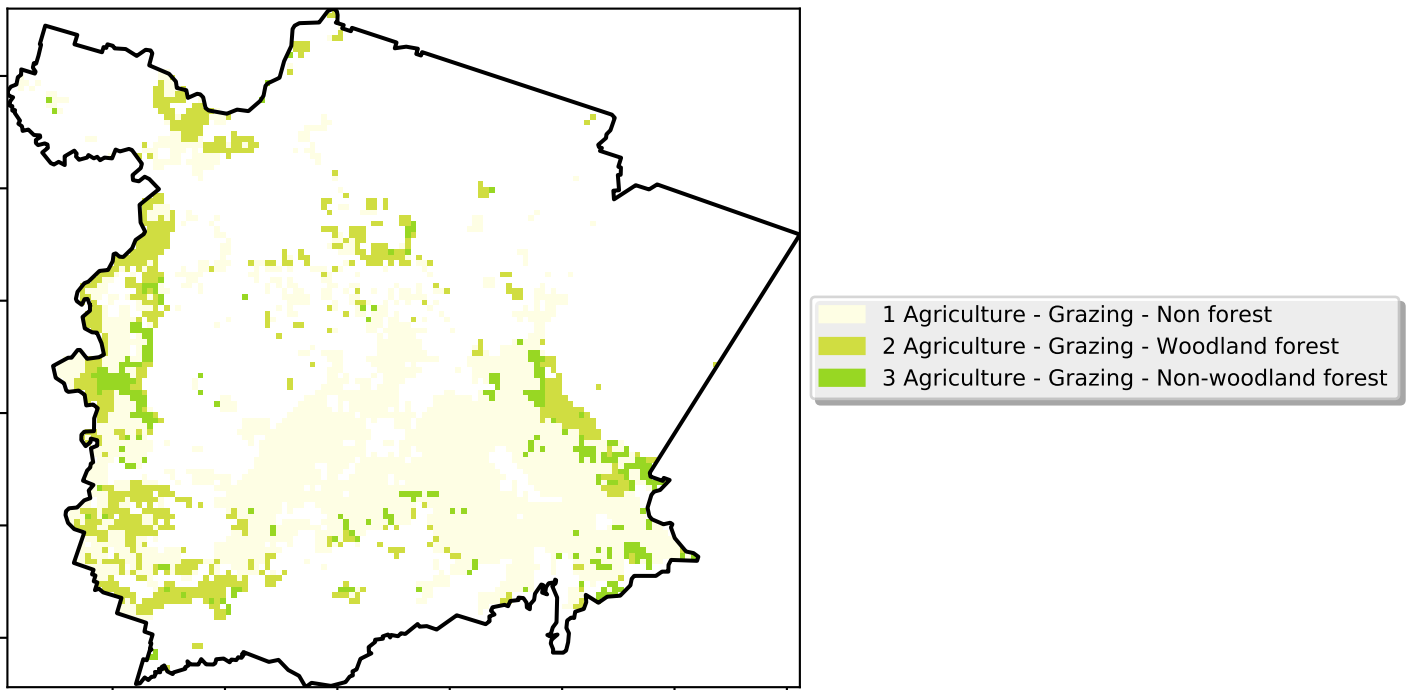 1 Agriculture - Grazing - Non forest
2 Agriculture - Grazing - Woodland forest
3 Agriculture - Grazing - Non-woodland forest